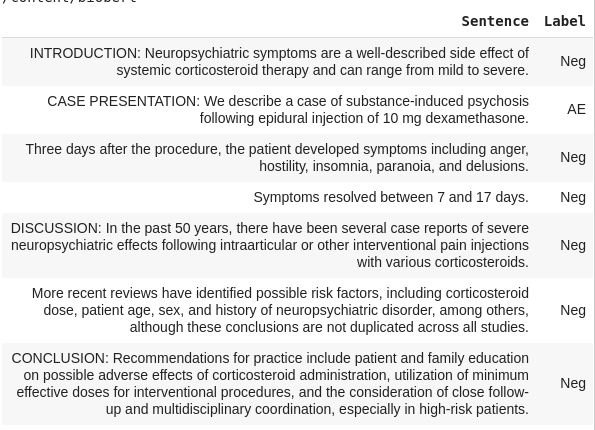 /content/biobert
Sentence Label
INTRODUCTION: Neuropsychiatric symptoms are a well-described side effect of
systemic corticosteroid therapy and can range from mild to severe. Neg
CASE PRESENTATION: We describe a case of substance-induced psychosis
following epidural injection of 10 mg dexamethasone. AE
Three days after the procedure, the patient developed symptoms including anger,
hostility, insomnia, paranoia, and delusions. Neg
Symptoms resolved between 7 and 17 days. Neg
DISCUSSION: In the past 50 years, there have been several case reports of severe
neuropsychiatric effects following intraarticular or other interventional pain injections Neg
with various corticosteroids.
More recent reviews have identified possible risk factors, including corticosteroid
dose, patient age, sex, and history of neuropsychiatric disorder, among others, Neg
although these conclusions are not duplicated across all studies.
CONCLUSION: Recommendations for practice include patient and family education
on possible adverse effects of corticosteroid administration, utilization of minimum
effective doses for interventional procedures, and the consideration of close follow- Neg
up and multidisciplinary coordination, especially in high-risk patients.